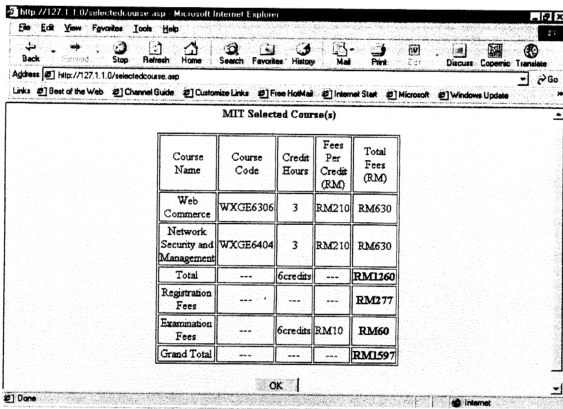 http://127.1.1.0/selectedcourse.asp - Microsoft Internet Explorer
File Edit View Favorites Tools Help
Back Stop Refresh Home Search Favorites History Mail Print Edit Discuss Copernic Translate
Address http://127.1.1.0/selectedcourse.asp Go
Links Best of the Web Channel Guide Customize Links Free HotMail Internet Start Microsoft Windows Update
MIT Selected Course(s)
Course Name Course Code Credit Hours Fees Per Credit (RM) Total Fees (RM)
Web Commerce WXGE6306 3 RM210 RM630
Network Security and Management WXGE6404 3 RM210 RM630
Total --- 6credits --- RM1260
Registration Fees --- --- --- RM277
Examination Fees --- 6credits RM10 RM60
Grand Total --- --- --- RM1597
OK
Done Internet